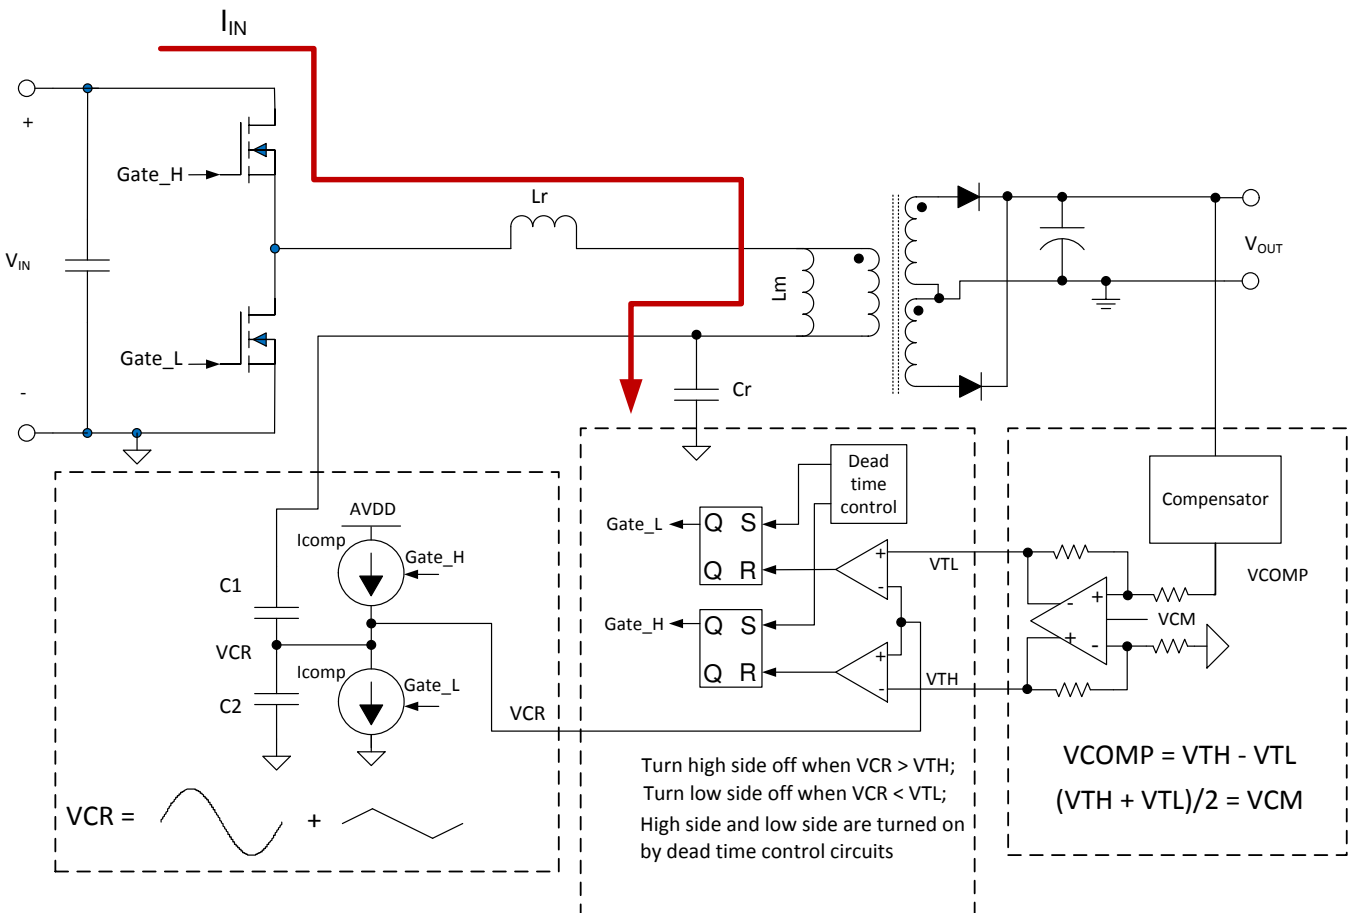 I_IN
+
Gate_H
Lr
V_IN
Lm
V_OUT
Gate_L
-
Cr
AVDD
Icomp
Gate_H
C1
VCR
Icomp
Gate_L
C2
VCR
VCR = +
Dead
time
control
Gate_L
Q S
Q R
+
-
VTL
Gate_H
Q S
Q R
+
-
VTH
Turn high side off when VCR > VTH;
Turn low side off when VCR < VTL;
High side and low side are turned on
by dead time control circuits
Compensator
VCOMP
- +
VCM
+ -
VCOMP = VTH - VTL
(VTH + VTL)/2 = VCM